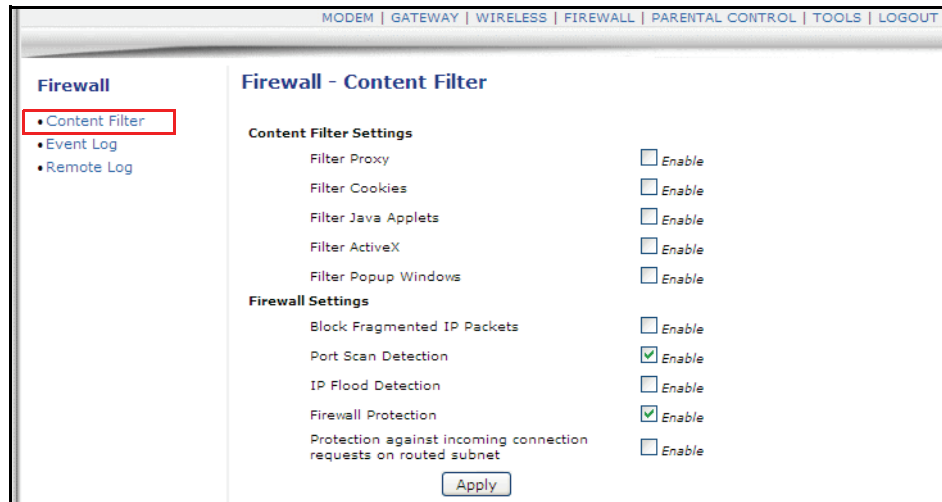 MODEM | GATEWAY | WIRELESS | FIREWALL | PARENTAL CONTROL | TOOLS | LOGOUT
Firewall
• Content Filter
• Event Log
• Remote Log
Firewall - Content Filter
Content Filter Settings
Filter Proxy Enable
Filter Cookies Enable
Filter Java Applets Enable
Filter ActiveX Enable
Filter Popup Windows Enable
Firewall Settings
Block Fragmented IP Packets Enable
Port Scan Detection Enable
IP Flood Detection Enable
Firewall Protection Enable
Protection against incoming connection
requests on routed subnet Enable
Apply